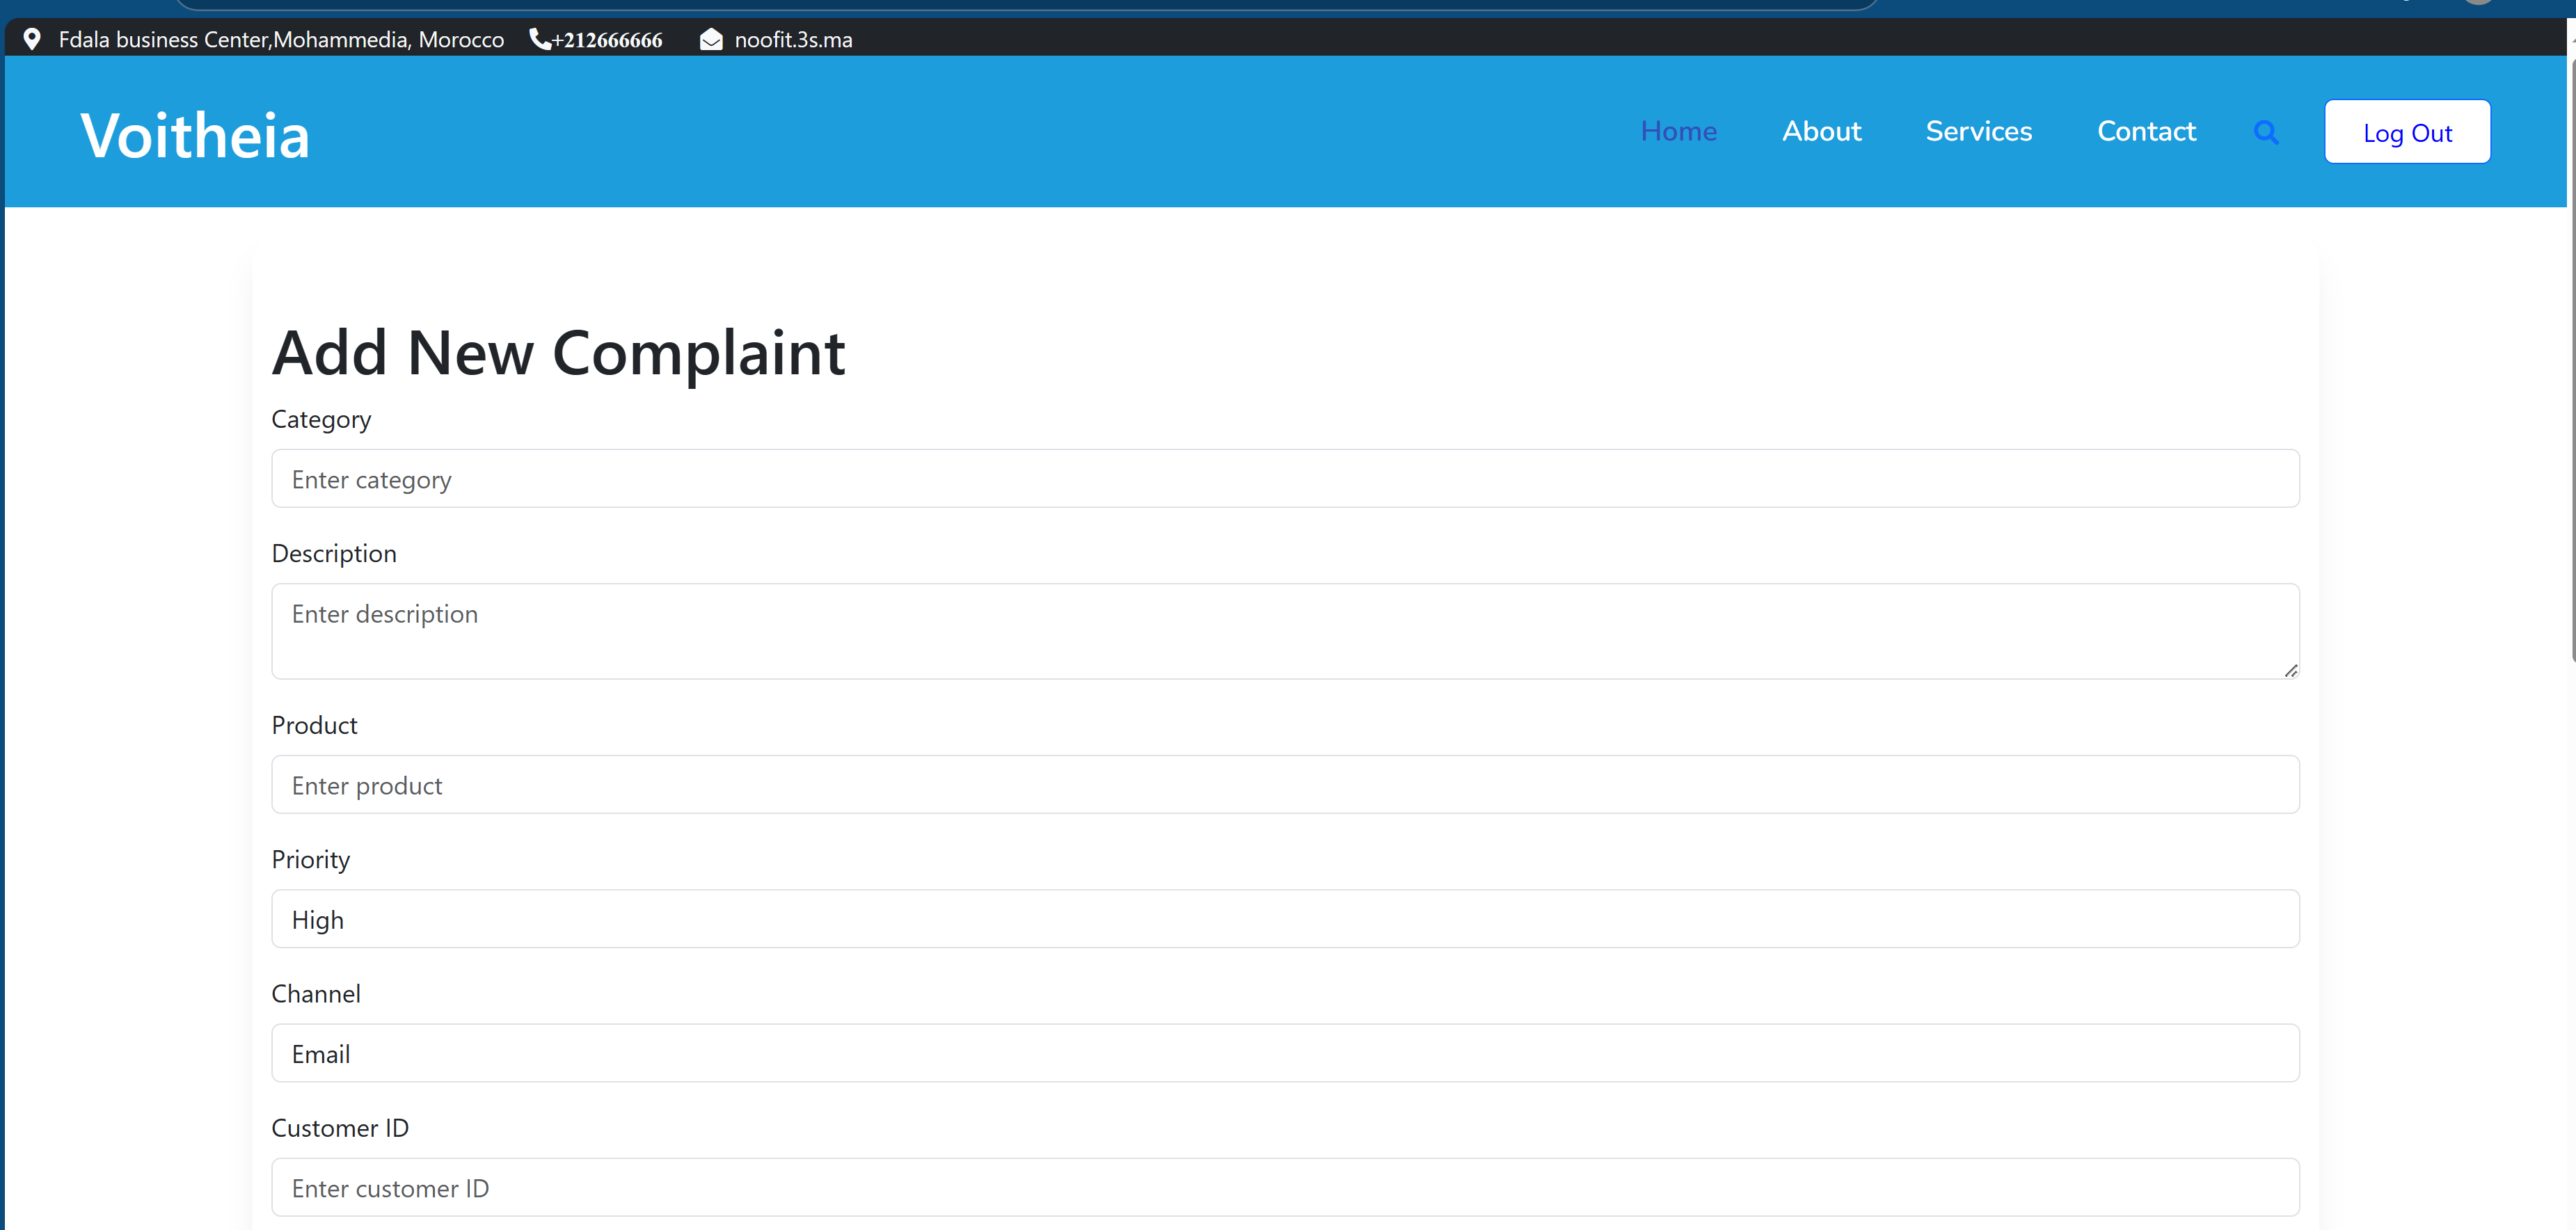 Fdala business Center,Mohammedia, Morocco +212666666 noofit.3s.ma
Voitheia Home About Services Contact Log Out
Add New Complaint
Category
Enter category
Description
Enter description
Product
Enter product
Priority
High
Channel
Email
Customer ID
Enter customer ID